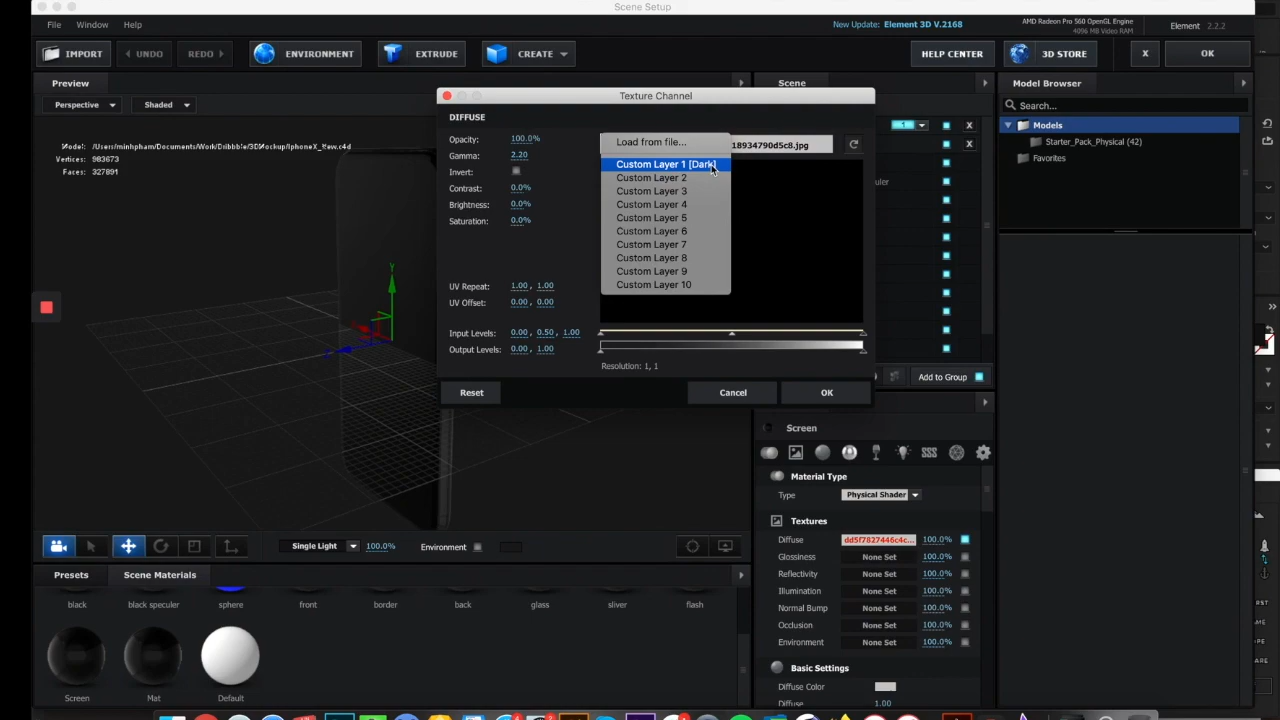 Scene Setup
File Window Help
New Update: Element 3D V.2168
AMD Radeon Pro 560 OpenGL Engine
4096 MB Video RAM
Element 2.2.2
IMPORT UNDO REDO ENVIRONMENT EXTRUDE CREATE HELP CENTER 3D STORE X OK
Preview
Scene
Model Browser
Perspective
Shaded
Search...
Texture Channel
DIFFUSE
Opacity: 100.0%
Gamma: 2.20
Invert:
Contrast: 0.0%
Brightness: 0.0%
Saturation: 0.0%
UV Repeat: 1.00, 1.00
UV Offset: 0.00, 0.00
Input Levels: 0.00, 0.50, 1.00
Output Levels: 0.00, 1.00
Load from file...
18934790d5c8.jpg
Custom Layer 1 [Dark]
Custom Layer 2
Custom Layer 3
Custom Layer 4
Custom Layer 5
Custom Layer 6
Custom Layer 7
Custom Layer 8
Custom Layer 9
Custom Layer 10
Resolution: 1, 1
Reset Cancel OK
1 X
X
Models
Starter_Pack_Physical (42)
Favorites
Vertices: 983673
Faces: 327891
Y
Add to Group
Screen
Material Type
Type Physical Shader
Textures
Diffuse dd5f7827446c4c... 100.0%
Glossiness None Set 100.0%
Reflectivity None Set 100.0%
Illumination None Set 100.0%
Normal Bump None Set 100.0%
Occlusion None Set 100.0%
Environment None Set 100.0%
Basic Settings
Diffuse Color
Diffuse 1.00
Single Light 100.0% Environment
Presets
Scene Materials
black black speculer sphere front border back glass sliver flash
Screen Mat Default